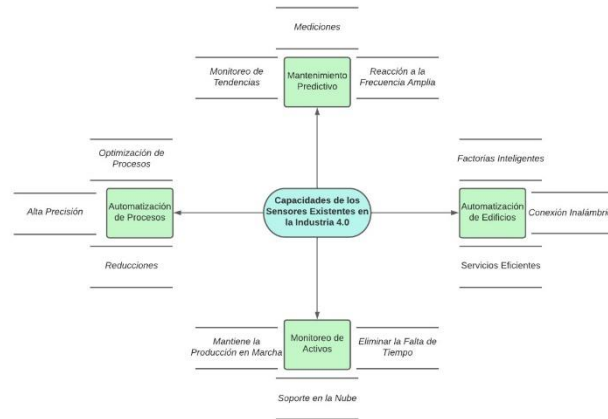 Mediciones
Monitoreo de
Tendencias
Mantenimiento
Predictivo
Reacción a la
Frecuencia Amplia
Optimización de
Procesos
Factorías Inteligentes
Alta Precisión
Automatización
de Procesos
Capacidades de los
Sensores Existentes en
la Industria 4.0
Automatización
de Edificios
Conexión Inalámbri
Reducciones
Servicios Eficientes
Mantiene la
Producción en Marcha
Monitoreo de
Activos
Eliminar la Falta de
Tiempo
Soporte en la Nube